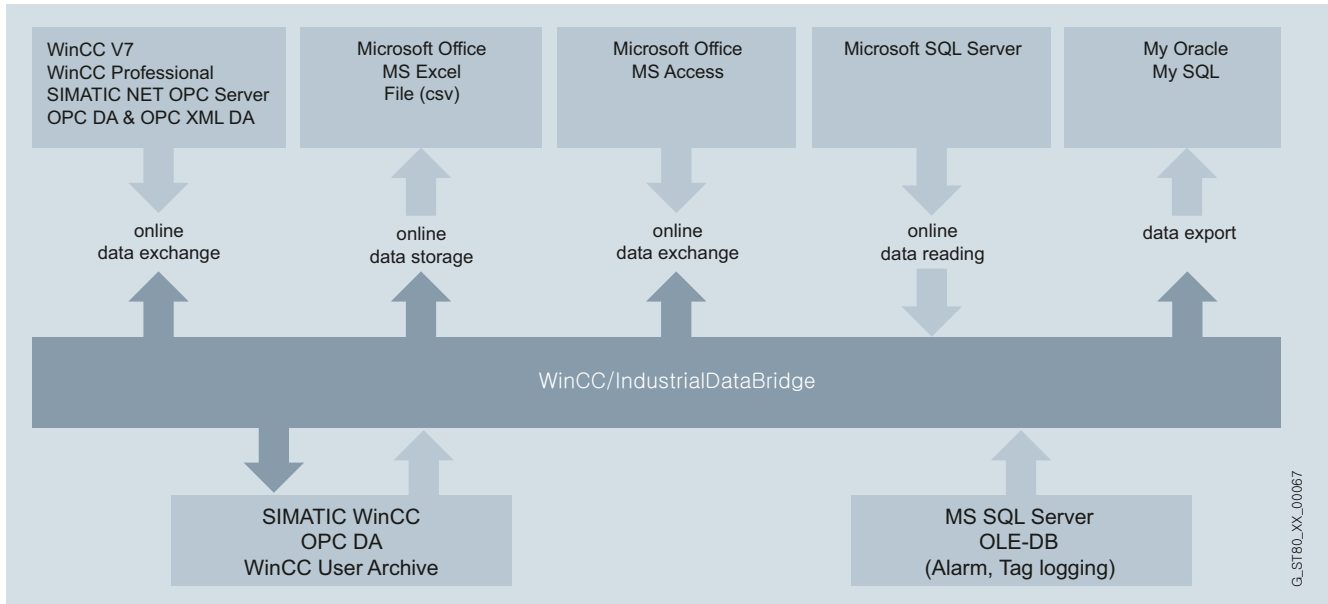 WinCC V7
WinCC Professional
SIMATIC NET OPC Server
OPC DA & OPC XML DA
Microsoft Office
MS Excel
File (csv)
Microsoft Office
MS Access
Microsoft SQL Server
My Oracle
My SQL
online
data exchange
online
data storage
online
data exchange
online
data reading
data export
WinCC/IndustrialDataBridge
SIMATIC WinCC
OPC DA
WinCC User Archive
MS SQL Server
OLE-DB
(Alarm, Tag logging)
G_ST80_XX_00067